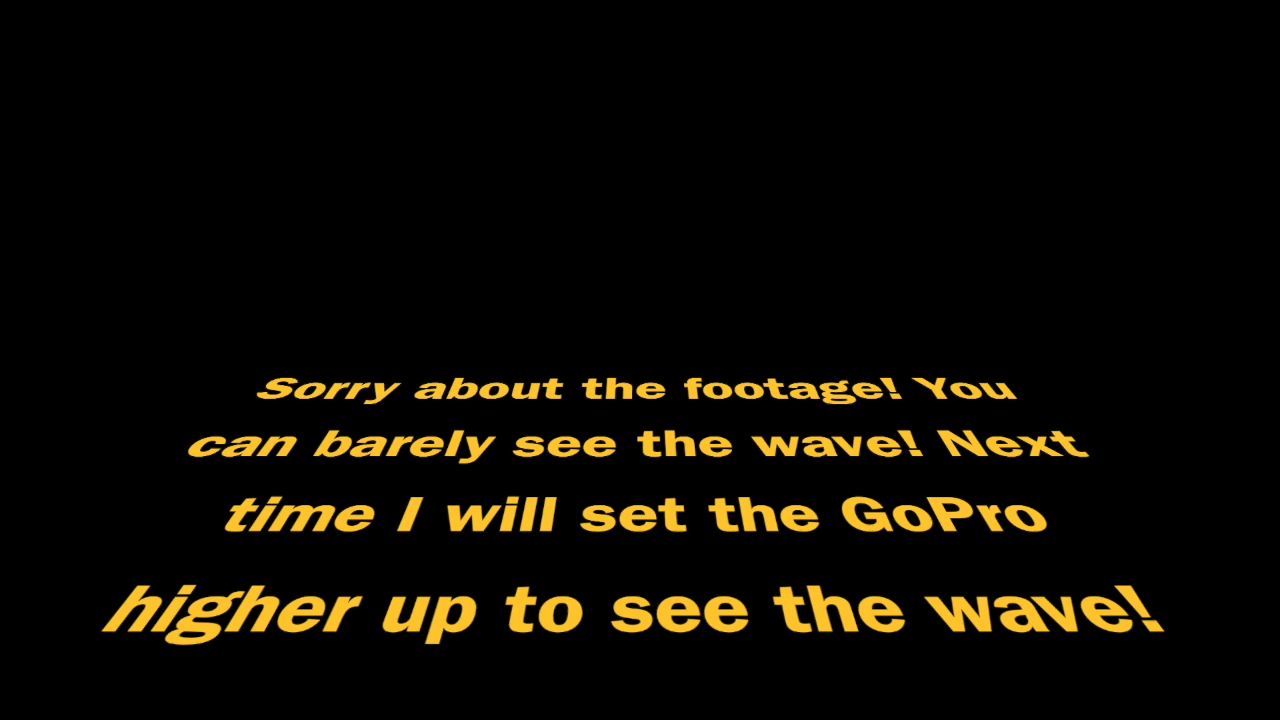 Sorry about the footage! You
can barely see the wave! Next
time I will set the GoPro
higher up to see the wave!